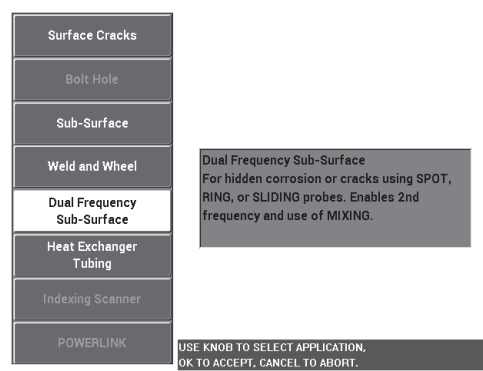 Surface Cracks
Bolt Hole
Sub-Surface
Weld and Wheel
Dual Frequency
Sub-Surface
Heat Exchanger
Tubing
Indexing Scanner
POWERLINK
Dual Frequency Sub-Surface
For hidden corrosion or cracks using SPOT,
RING, or SLIDING probes. Enables 2nd
frequency and use of MIXING.
USE KNOB TO SELECT APPLICATION,
OK TO ACCEPT, CANCEL TO ABORT.